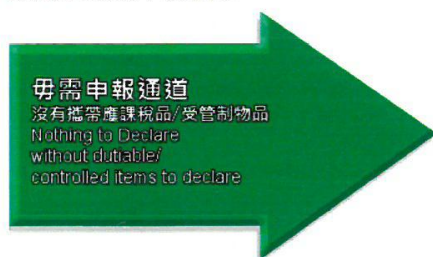 毋需申報通道
沒有攜帶應課稅品/受管制物品
Nothing to Declare
without dutiable/
controlled items to declare